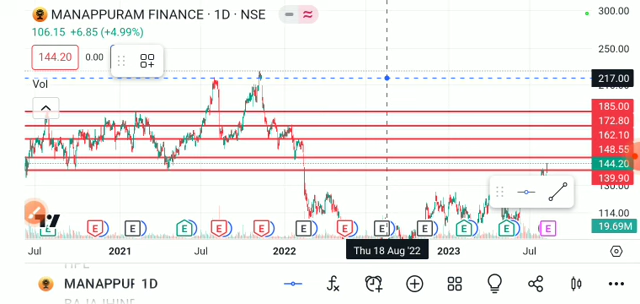 MANAPPURAM FINANCE · 1D · NSE
106.15 +6.85 (+4.99%)
144.20
0.00
Vol
300.00
250.00
217.00
185.00
172.80
162.10
148.55
144.20
139.90
130.00
114.00
19.69M
E E E E E E E E E E E E E
Jul 2021 Jul 2022 Thu 18 Aug '22 2023 Jul
MANAPPUR 1D